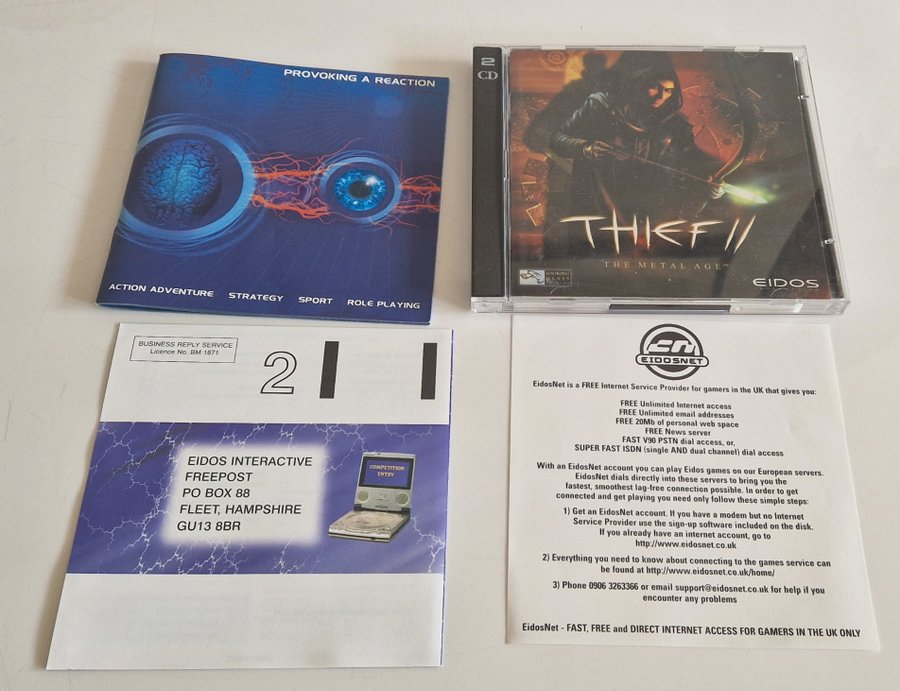 PROVOKING A REACTION
ACTION ADVENTURE STRATEGY SPORT ROLE PLAYING
2
CD
THIEF II
THE METAL AGE™
LOOKING
GLASS
EIDOS
BUSINESS REPLY SERVICE
Licence No. BM 1871
2
EIDOS INTERACTIVE
FREEPOST
PO BOX 88
FLEET, HAMPSHIRE
GU13 8BR
COMPETITION
ENTRY
EIDOSNET
EidosNet is a FREE Internet Service Provider for gamers in the UK that gives you:
FREE Unlimited Internet access
FREE Unlimited email addresses
FREE 20Mb of personal web space
FREE News server
FAST V90 PSTN dial access, or,
SUPER FAST ISDN (single AND dual channel) dial access
With an EidosNet account you can play Eidos games on our European servers.
EidosNet dials directly into these servers to bring you the
fastest, smoothest lag-free connection possible. In order to get
connected and get playing you need only follow these simple steps:
1) Get an EidosNet account. If you have a modem but no Internet
Service Provider use the sign-up software included on the disk.
If you already have an internet account, go to
http://www.eidosnet.co.uk
2) Everything you need to know about connecting to the games service can
be found at http://www.eidosnet.co.uk/home/
3) Phone 0906 3263366 or email support@eidosnet.co.uk for help if you
encounter any problems
EidosNet - FAST, FREE and DIRECT INTERNET ACCESS FOR GAMERS IN THE UK ONLY